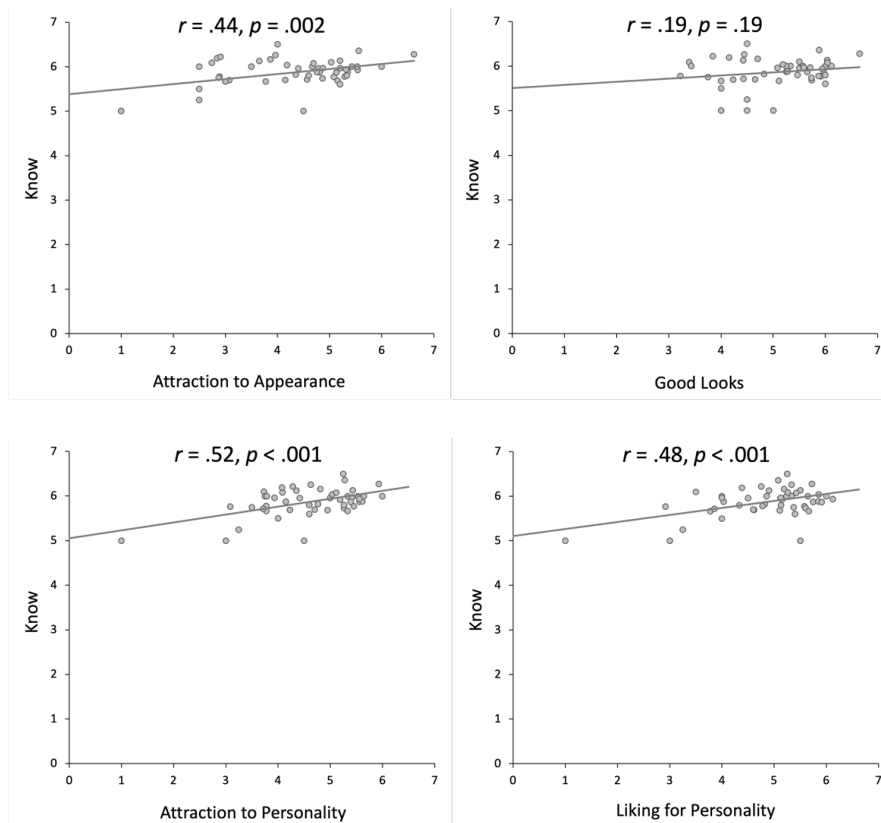 r = .44, p = .002
7
6
5
4
3
2
1
0
Know
0 1 2 3 4 5 6 7
Attraction to Appearance
r = .19, p = .19
7
6
5
4
3
2
1
0
Know
0 1 2 3 4 5 6 7
Good Looks
r = .52, p < .001
7
6
5
4
3
2
1
0
Know
0 1 2 3 4 5 6 7
Attraction to Personality
r = .48, p < .001
7
6
5
4
3
2
1
0
Know
0 1 2 3 4 5 6 7
Liking for Personality